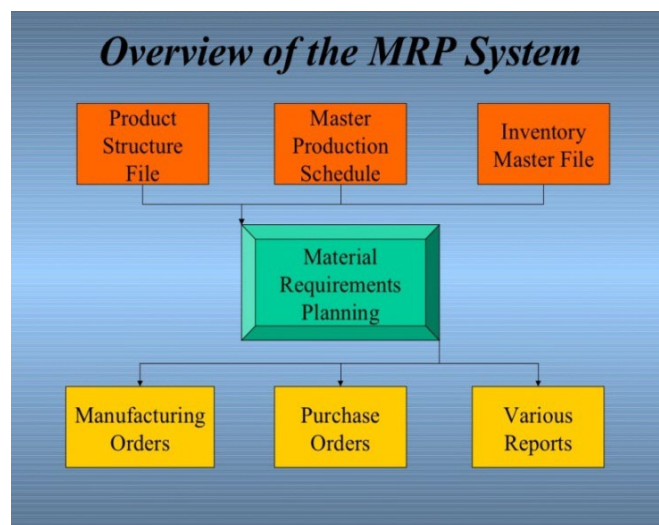 Overview of the MRP System
Product
Structure
File
Master
Production
Schedule
Inventory
Master File
Material
Requirements
Planning
Manufacturing
Orders
Purchase
Orders
Various
Reports